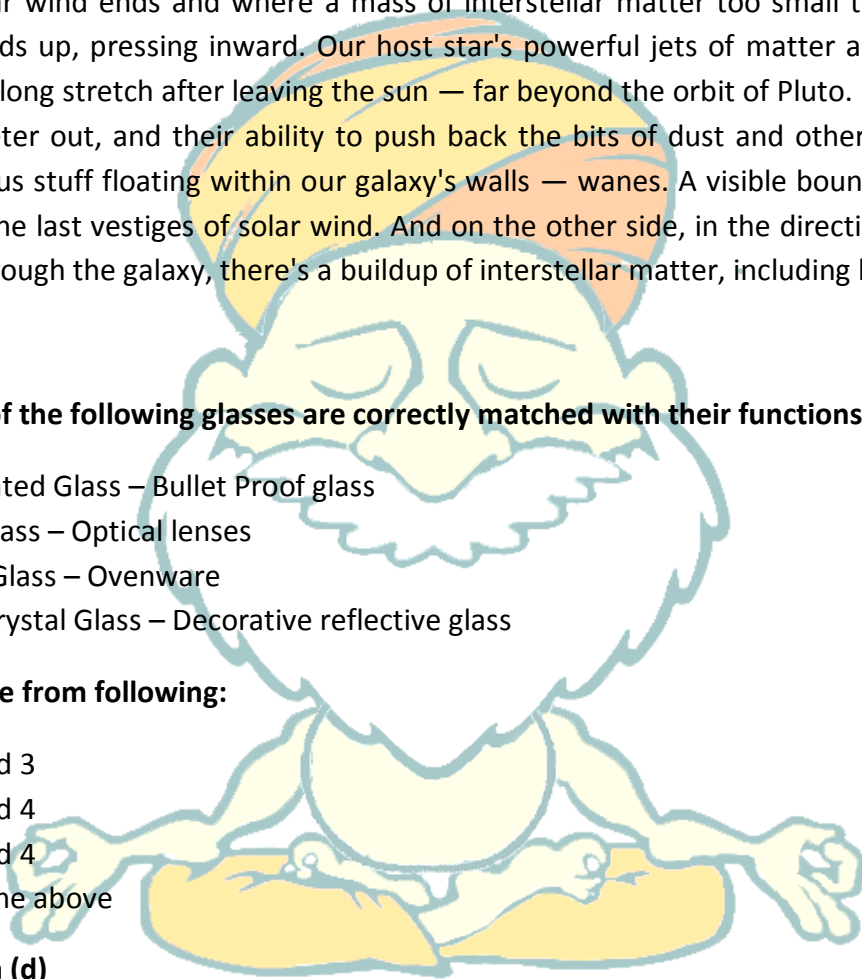 r wind ends and where a mass of interstellar matter too small t
ds up, pressing inward. Our host star's powerful jets of matter a
long stretch after leaving the sun — far beyond the orbit of Pluto.
eter out, and their ability to push back the bits of dust and other
us stuff floating within our galaxy's walls — wanes. A visible boun
ne last vestiges of solar wind. And on the other side, in the directi
rough the galaxy, there's a buildup of interstellar matter, including
of the following glasses are correctly matched with their functions
ated Glass – Bullet Proof glass
ass – Optical lenses
Glass – Ovenware
rystal Glass – Decorative reflective glass
e from following:
d 3
d 4
d 4
he above
(d)